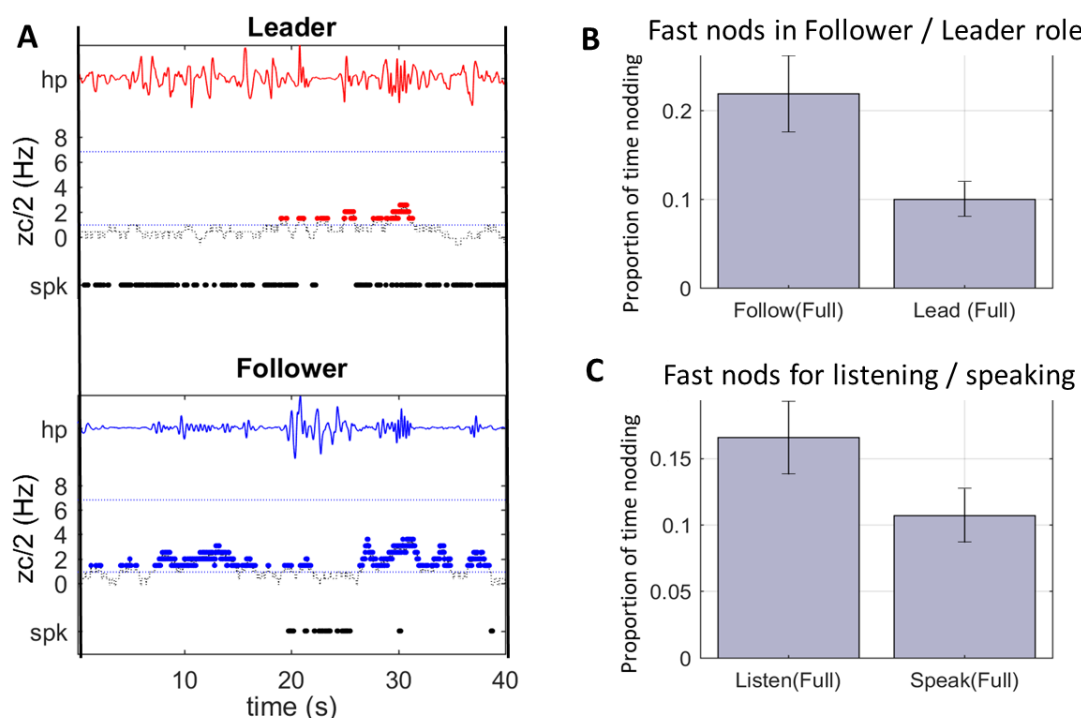 A
Leader
hp
8
6
4
2
0
zc/2 (Hz)
spk
Follower
hp
8
6
4
2
0
zc/2 (Hz)
spk
10 20 30 40
time (s)
B
Fast nods in Follower / Leader role
0.2
0.1
0
Proportion of time nodding
Follow(Full) Lead (Full)
C
Fast nods for listening / speaking
0.15
0.1
0.05
0
Proportion of time nodding
Listen(Full) Speak(Full)